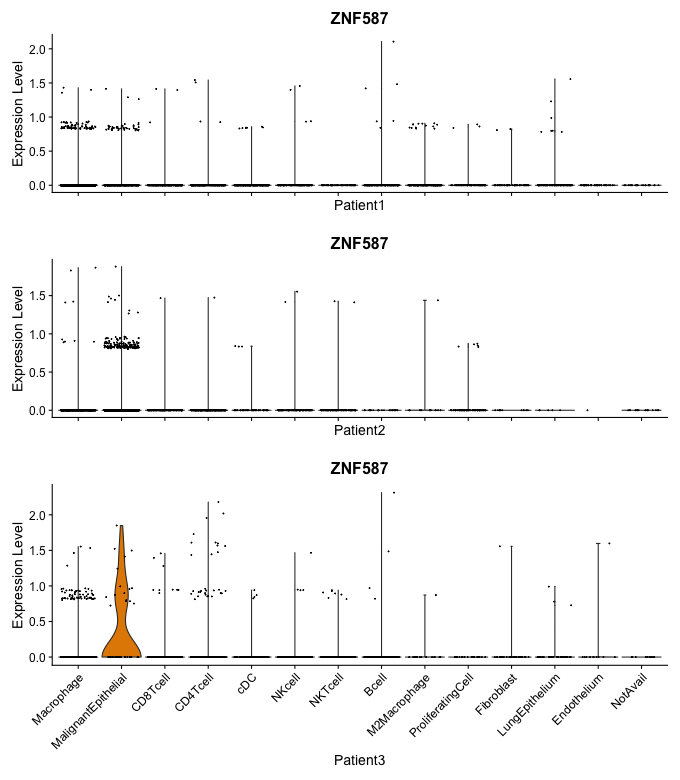 ZNF587
Expression Level
2.0
1.5
1.0
0.5
0.0
Patient1
ZNF587
Expression Level
1.5
1.0
0.5
0.0
Patient2
ZNF587
Expression Level
2.0
1.5
1.0
0.5
0.0
Macrophage
MalignantEpithelial
CD8Tcell
CD4Tcell
cDC
NKcell
NKTcell
Bcell
M2Macrophage
ProliferatingCell
Fibroblast
LungEpithelium
Endothelium
NotAvail
Patient3